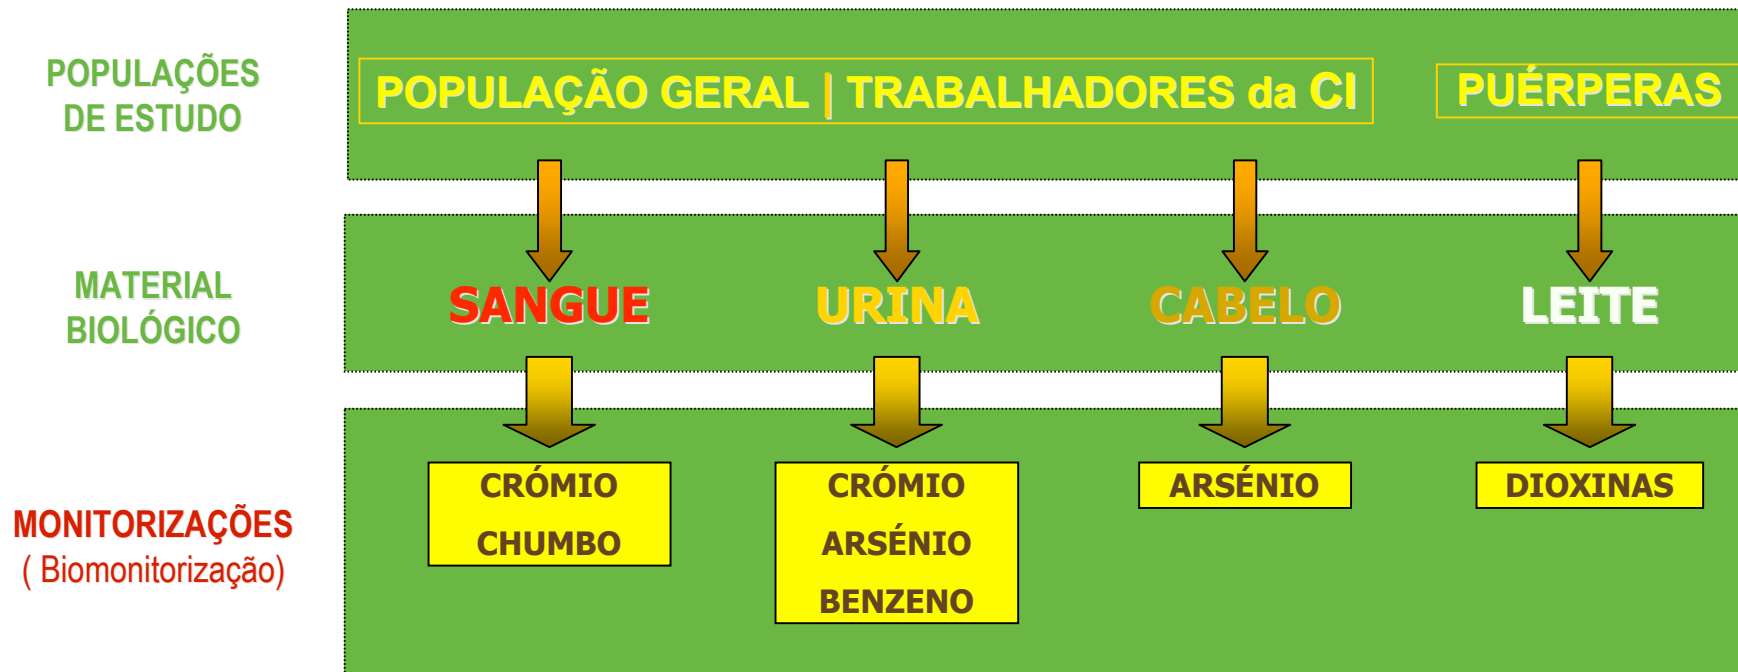 POPULAÇÕES
DE ESTUDO
POPULAÇÃO GERAL | TRABALHADORES da CI
PUÉRPERAS
MATERIAL
BIOLÓGICO
SANGUE
URINA
CABELO
LEITE
MONITORIZAÇÕES
( Biomonitorização)
CRÓMIO
CHUMBO
CRÓMIO
ARSÉNIO
BENZENO
ARSÉNIO
DIOXINAS